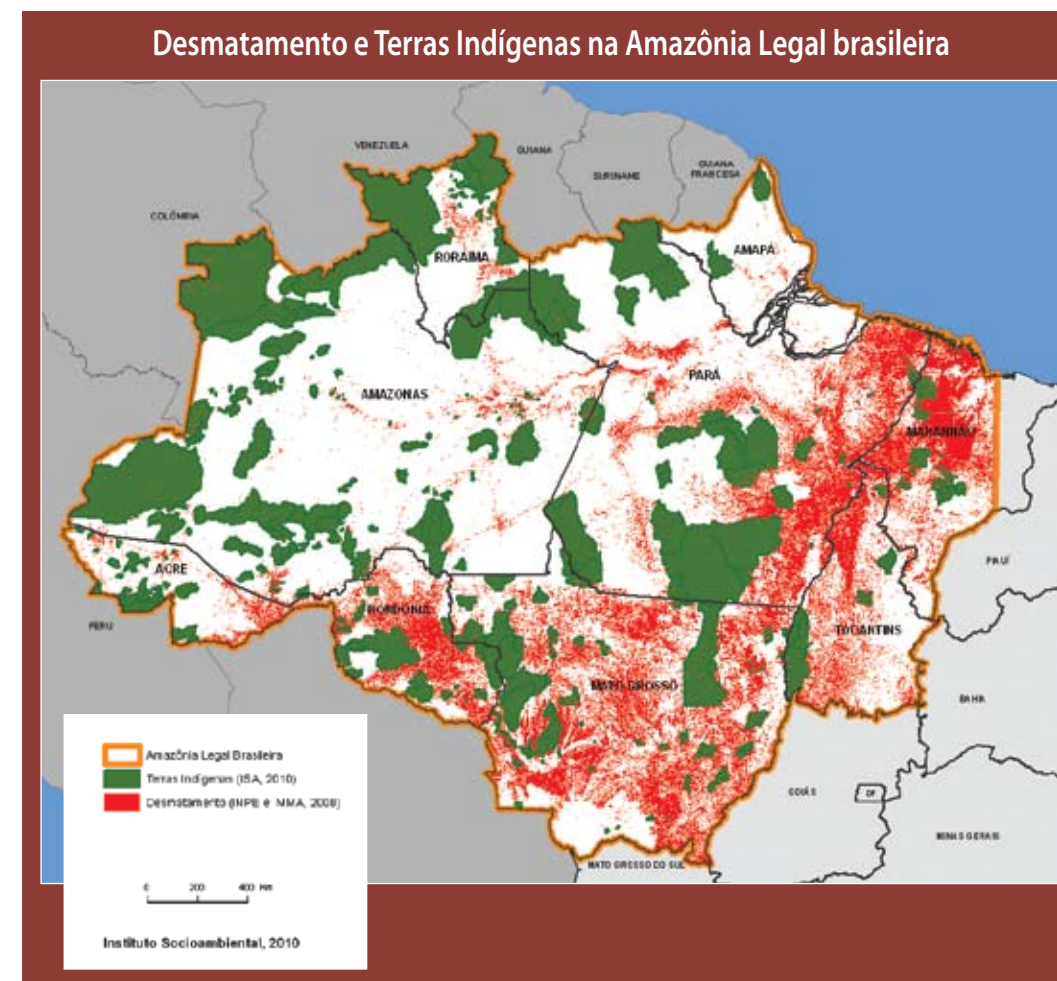 Desmatamento e Terras Indígenas na Amazônia Legal brasileira
VENEZUELA
GUIANA
SURINAME
GUIANA
FRANCESA
COLÔMBIA
RORAIMA
AMAPÁ
AMAZONAS
PARÁ
MARANHÃO
ACRE
PIAUÍ
PERU
RONDÔNIA
TOCANTINS
MATO GROSSO
BAHIA
GOIÁS
DF
MINAS GERAIS
MATO GROSSO DO SUL
Amazônia Legal Brasileira
Terras Indígenas (ISA, 2010)
Desmatamento (INPE e MMA, 2008)
0 200 400 Km
Instituto Socioambiental, 2010